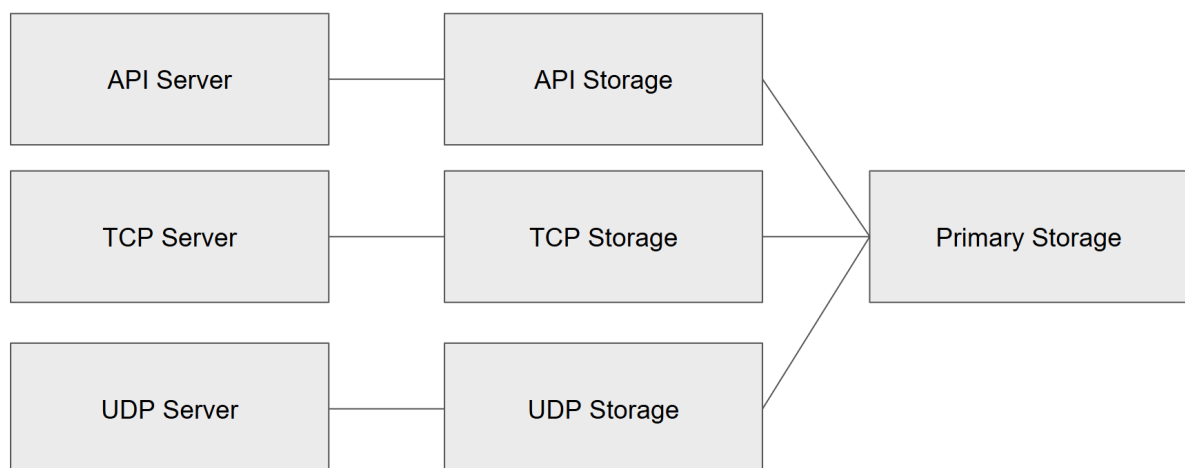 API Server
API Storage
TCP Server
TCP Storage
Primary Storage
UDP Server
UDP Storage